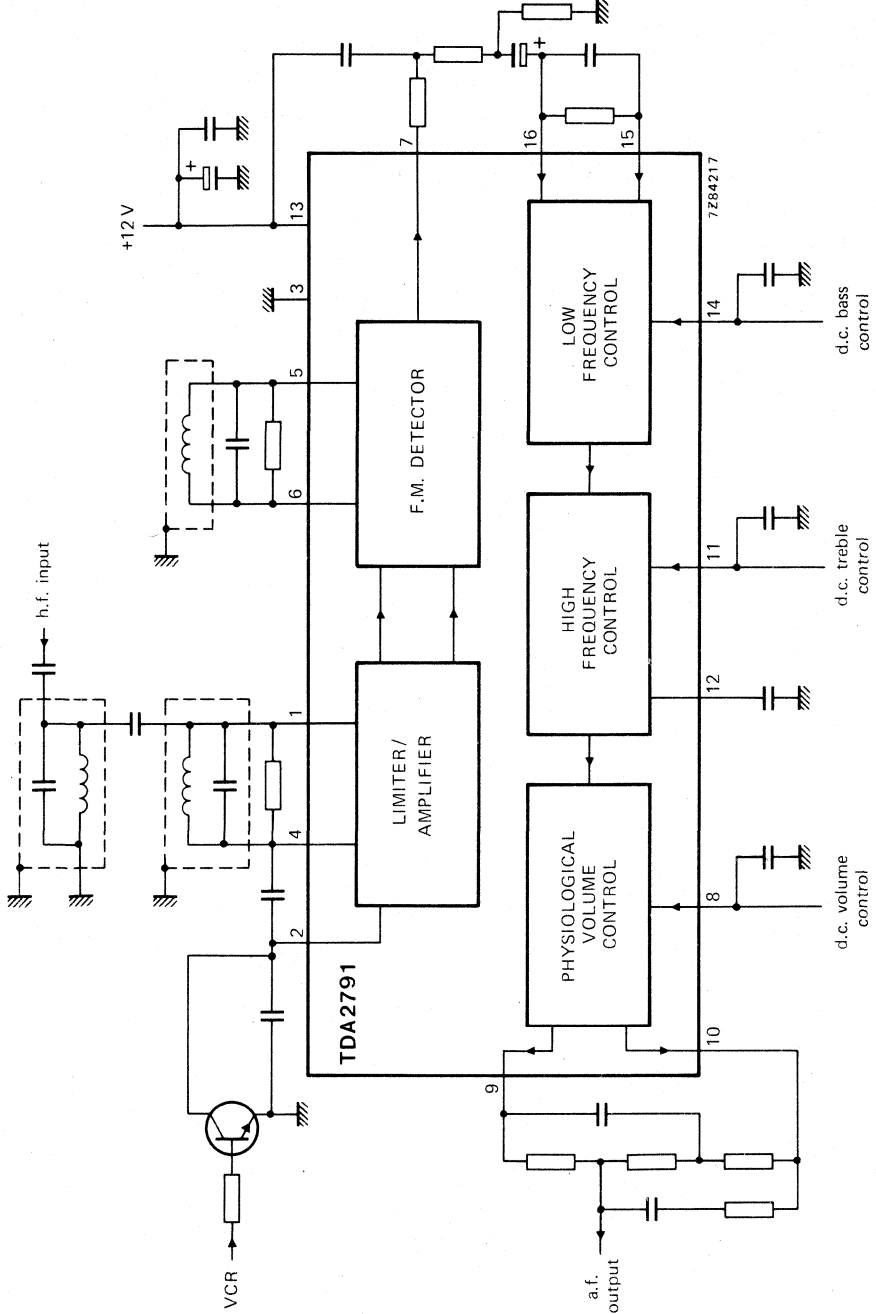 +12 V
h.f. input
VCR
TDA2791
2
4
1
6
5
3
13
7
LIMITER/
AMPLIFIER
F.M. DETECTOR
16
15
9
10
PHYSIOLOGICAL
VOLUME
CONTROL
HIGH
FREQUENCY
CONTROL
LOW
FREQUENCY
CONTROL
8
12
11
14
7Z84217
a.f.
output
d.c. volume
control
d.c. treble
control
d.c. bass
control
+
+